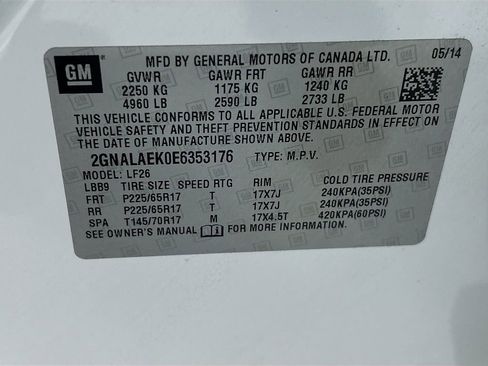 GM
MFD BY GENERAL MOTORS OF CANADA LTD. 05/14
GVWR GAWR FRT GAWR RR
2250 KG 1175 KG 1240 KG
4960 LB 2590 LB 2733 LB
THIS VEHICLE CONFORMS TO ALL APPLICABLE U.S. FEDERAL MOTOR
VEHICLE SAFETY AND THEFT PREVENTION STANDARDS IN EFFECT ON
THE DATE OF MANUFACTURE SHOWN ABOVE.
2GNALAEK0E6353176 TYPE: M.P.V.
MODEL: LF26
LBB9 TIRE SIZE SPEED RTG RIM COLD TIRE PRESSURE
FRT P225/65R17 T 17X7J 240KPA(35PSI)
RR P225/65R17 T 17X7J 240KPA(35PSI)
SPA T145/70R17 M 17X4.5T 420KPA(60PSI)
SEE OWNER'S MANUAL FOR MORE INFORMATION